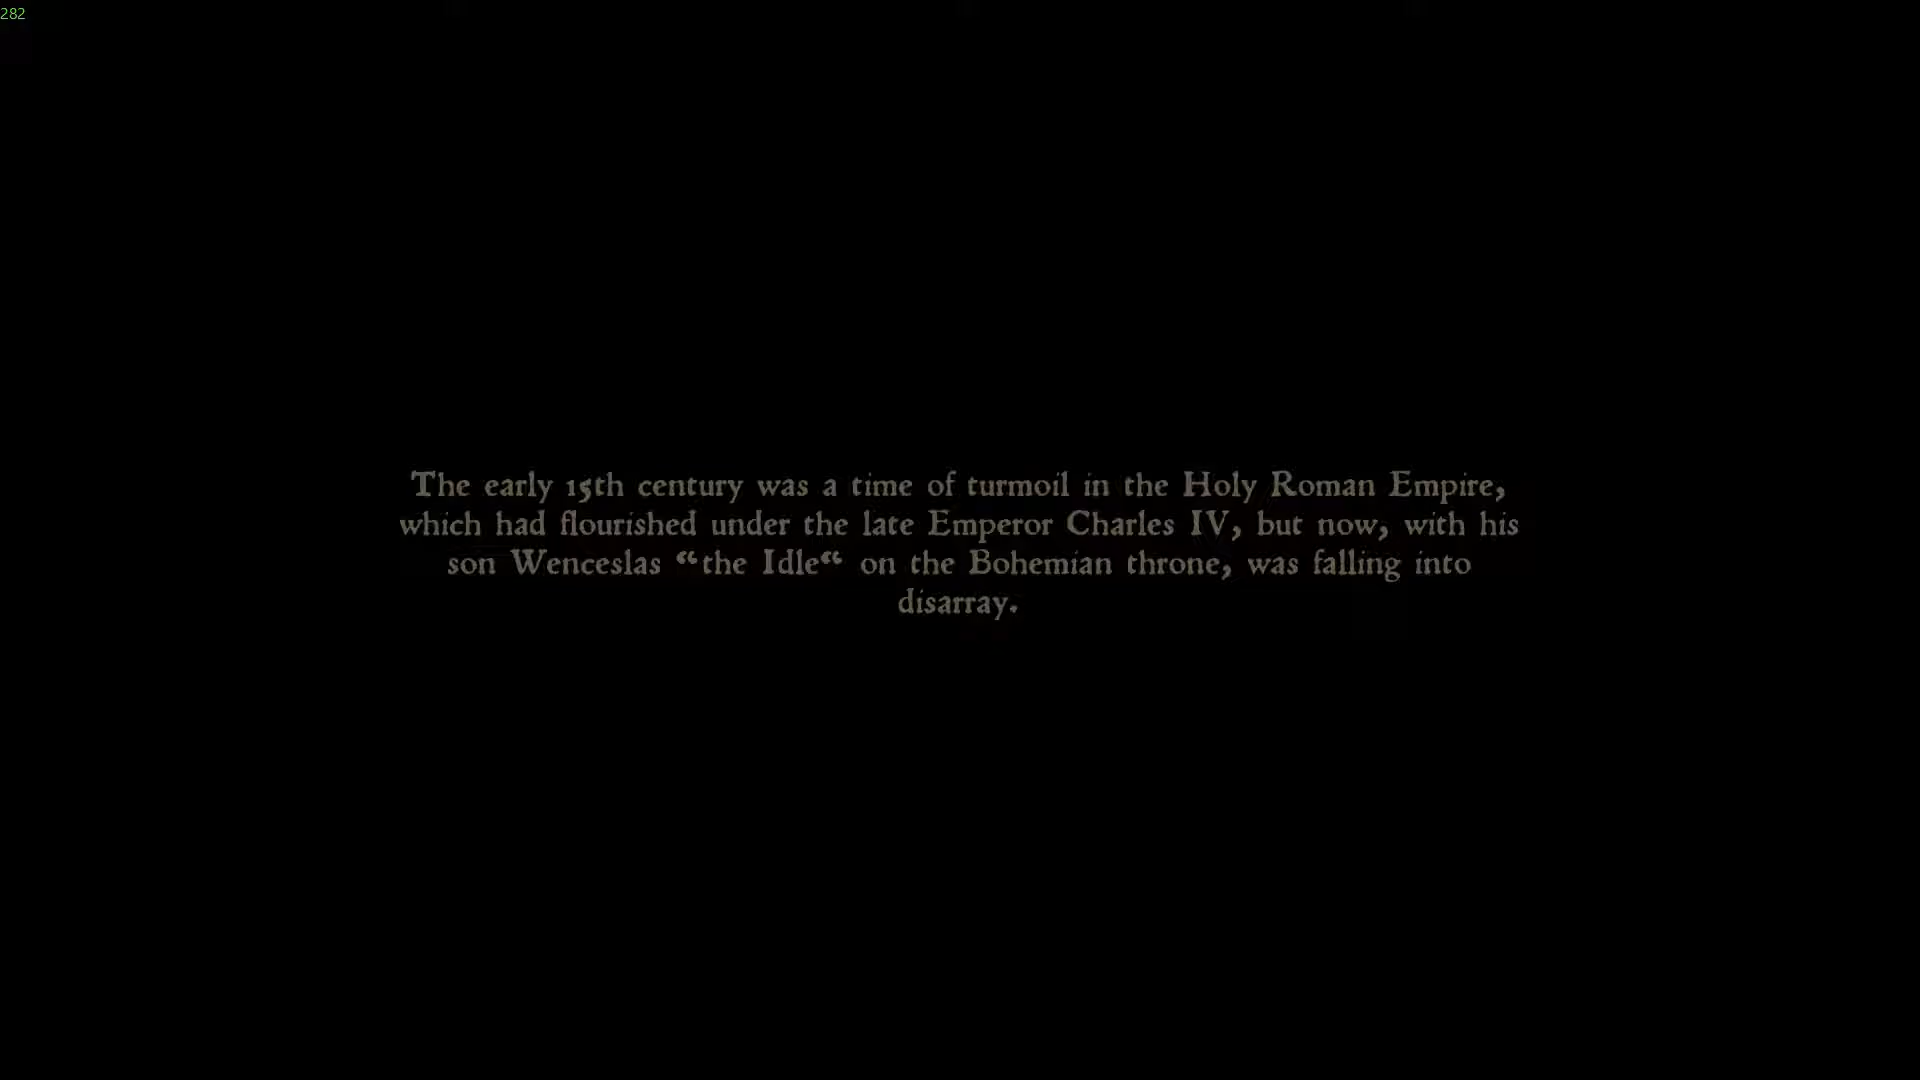 282
The early 15th century was a time of turmoil in the Holy Roman Empire,
which had flourished under the late Emperor Charles IV, but now, with his
son Wenceslas “the Idle“ on the Bohemian throne, was falling into
disarray.